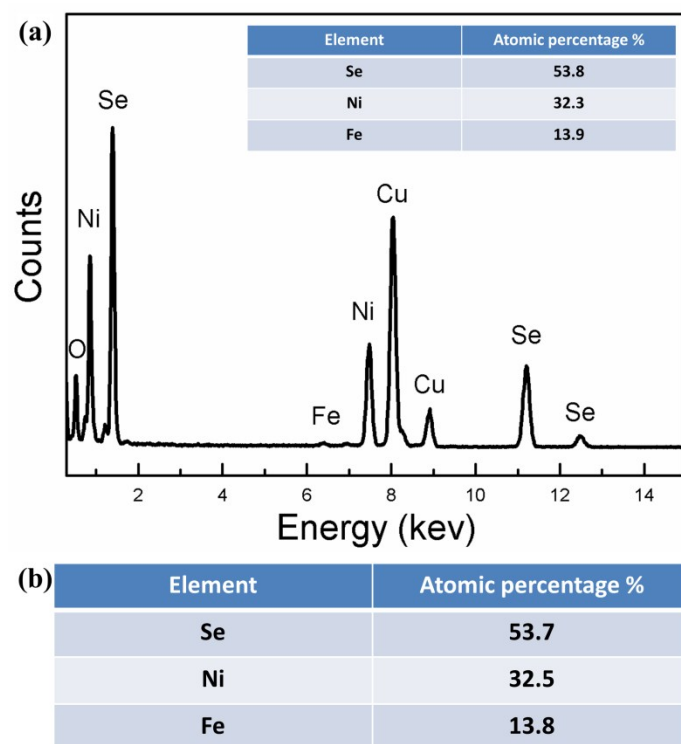 (a)
Element Atomic percentage %
Se 53.8
Ni 32.3
Fe 13.9
Se
Ni
O
Fe
Ni
Cu
Cu
Se
Se
Counts
2 4 6 8 10 12 14
Energy (kev)
(b)
Element Atomic percentage %
Se 53.7
Ni 32.5
Fe 13.8